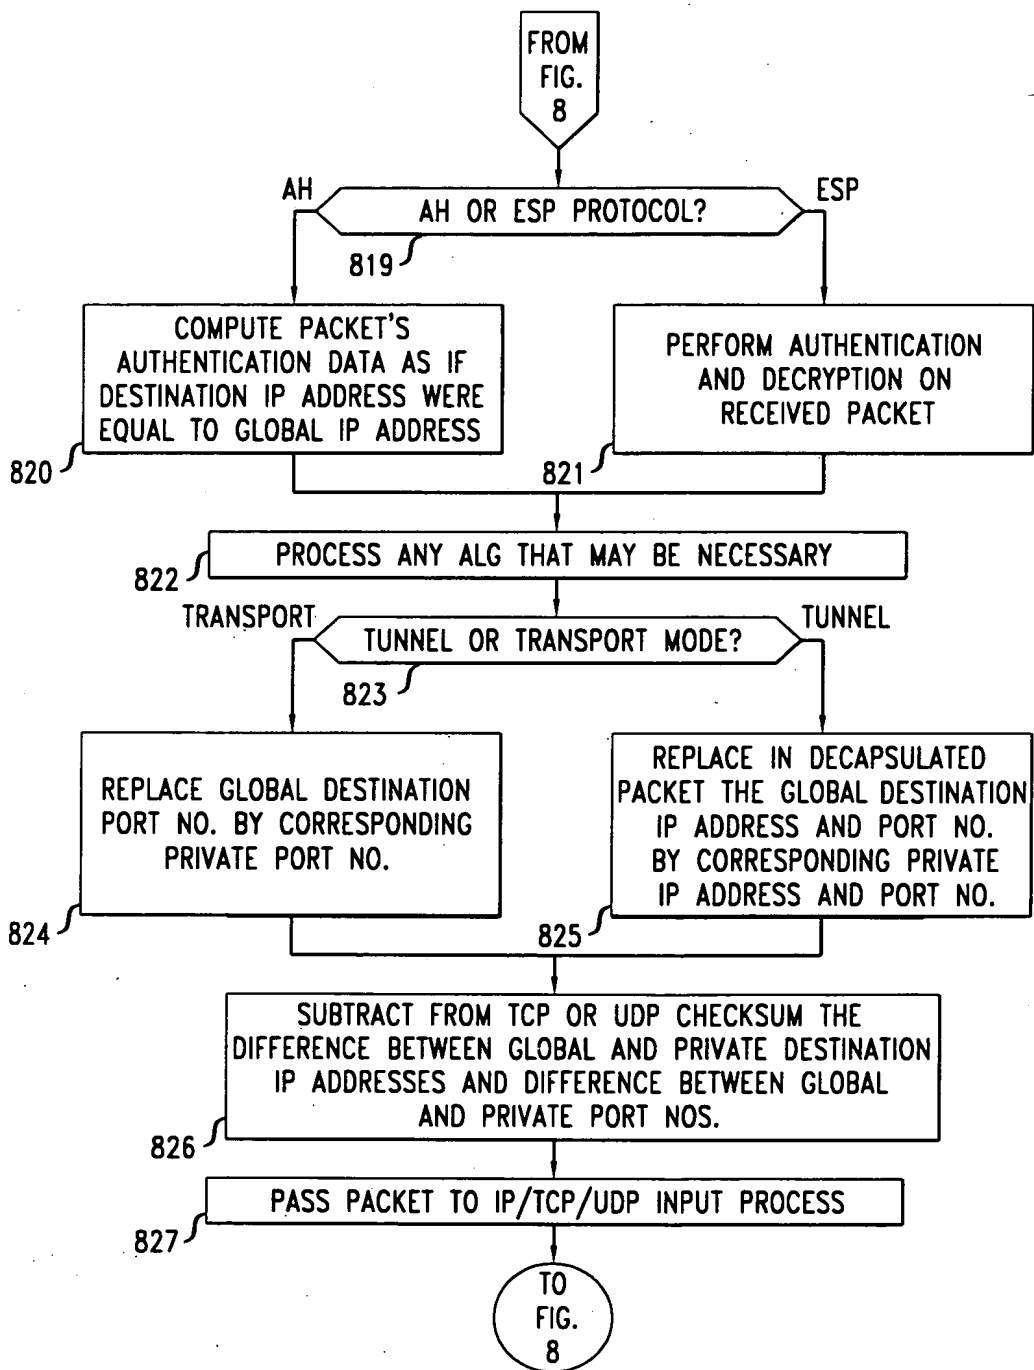 FROM
FIG.
8
AH
ESP
AH OR ESP PROTOCOL?
819
COMPUTE PACKET'S
AUTHENTICATION DATA AS IF
DESTINATION IP ADDRESS WERE
EQUAL TO GLOBAL IP ADDRESS
820
PERFORM AUTHENTICATION
AND DECRYPTION ON
RECEIVED PACKET
821
PROCESS ANY ALG THAT MAY BE NECESSARY
822
TRANSPORT
TUNNEL
TUNNEL OR TRANSPORT MODE?
823
REPLACE GLOBAL DESTINATION
PORT NO. BY CORRESPONDING
PRIVATE PORT NO.
824
REPLACE IN DECAPSULATED
PACKET THE GLOBAL DESTINATION
IP ADDRESS AND PORT NO.
BY CORRESPONDING PRIVATE
IP ADDRESS AND PORT NO.
825
SUBTRACT FROM TCP OR UDP CHECKSUM THE
DIFFERENCE BETWEEN GLOBAL AND PRIVATE DESTINATION
IP ADDRESSES AND DIFFERENCE BETWEEN GLOBAL
AND PRIVATE PORT NOS.
826
PASS PACKET TO IP/TCP/UDP INPUT PROCESS
827
TO
FIG.
8